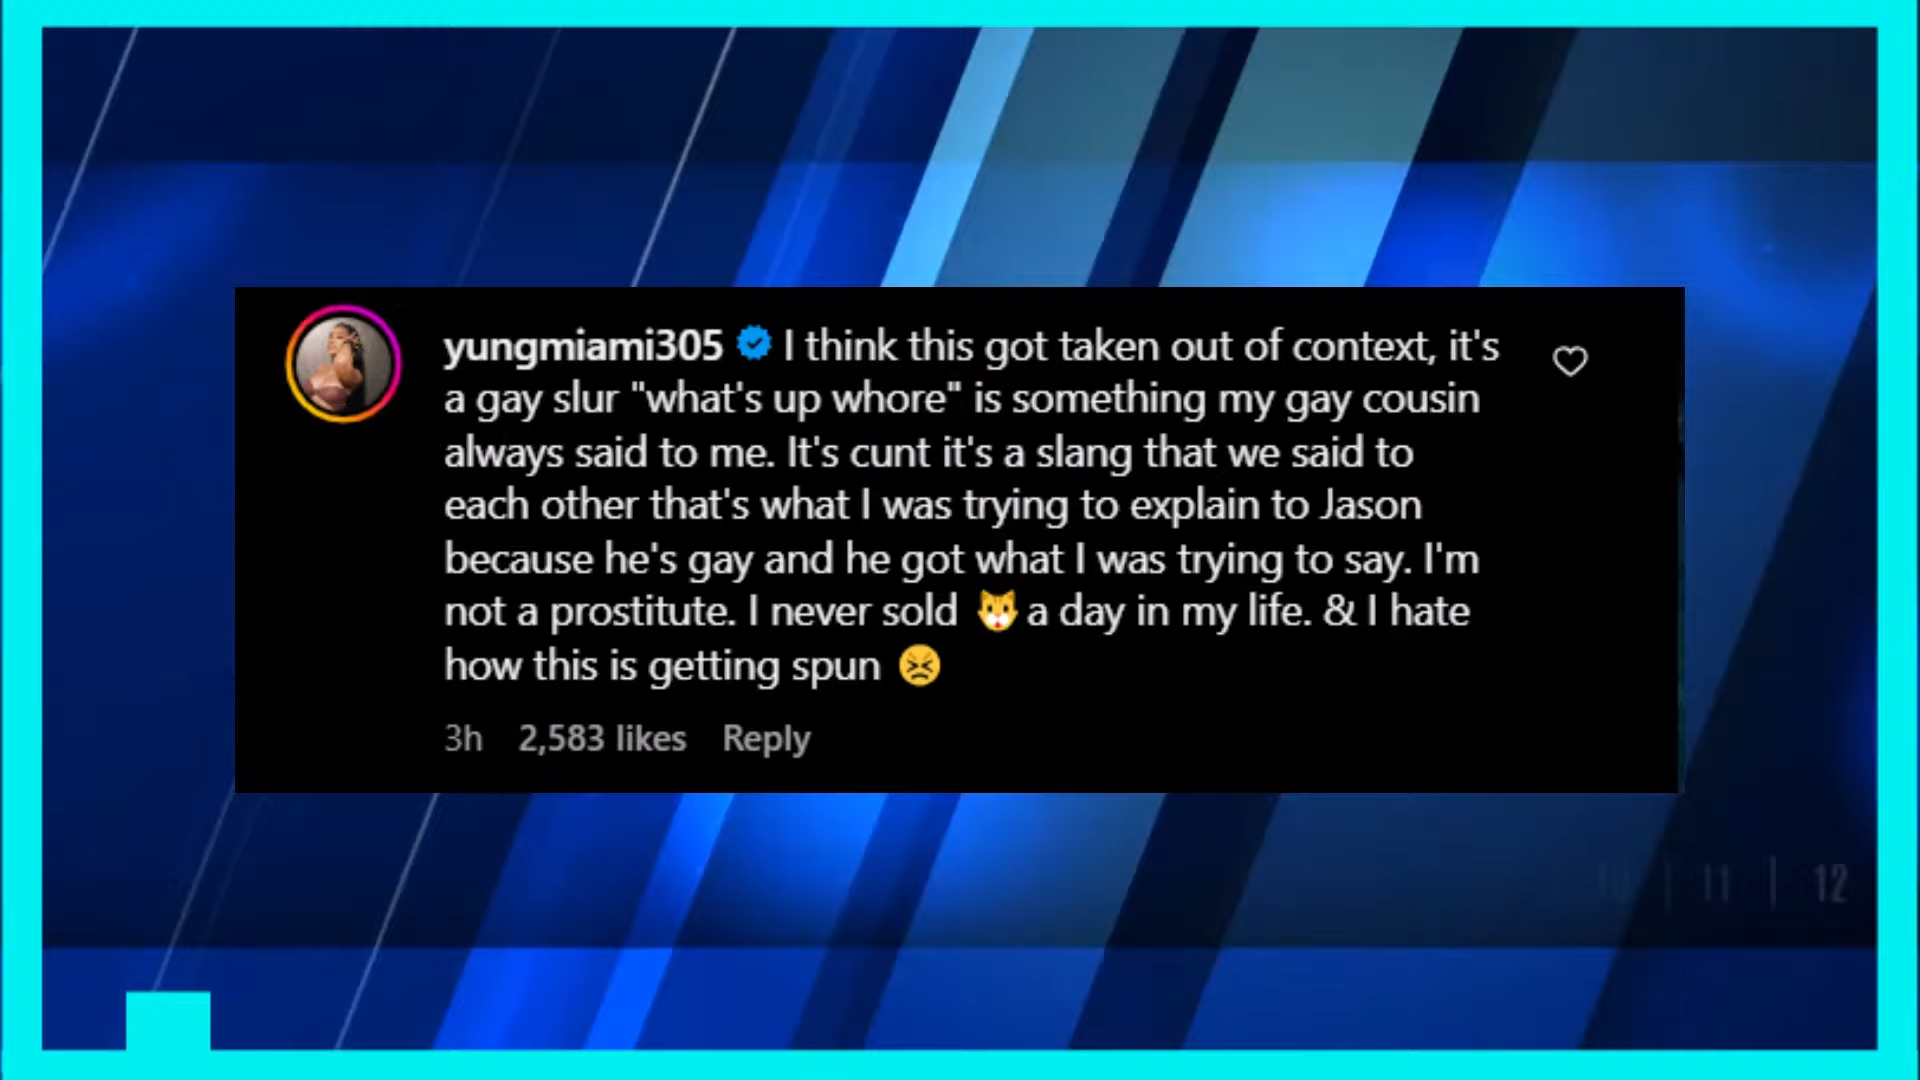 yungmiami305 I think this got taken out of context, it's
a gay slur "what's up whore" is something my gay cousin
always said to me. It's cunt it's a slang that we said to
each other that's what I was trying to explain to Jason
because he's gay and he got what I was trying to say. I'm
not a prostitute. I never sold 🐱 a day in my life. & I hate
how this is getting spun 😣
3h 2,583 likes Reply
10 | 11 | 12